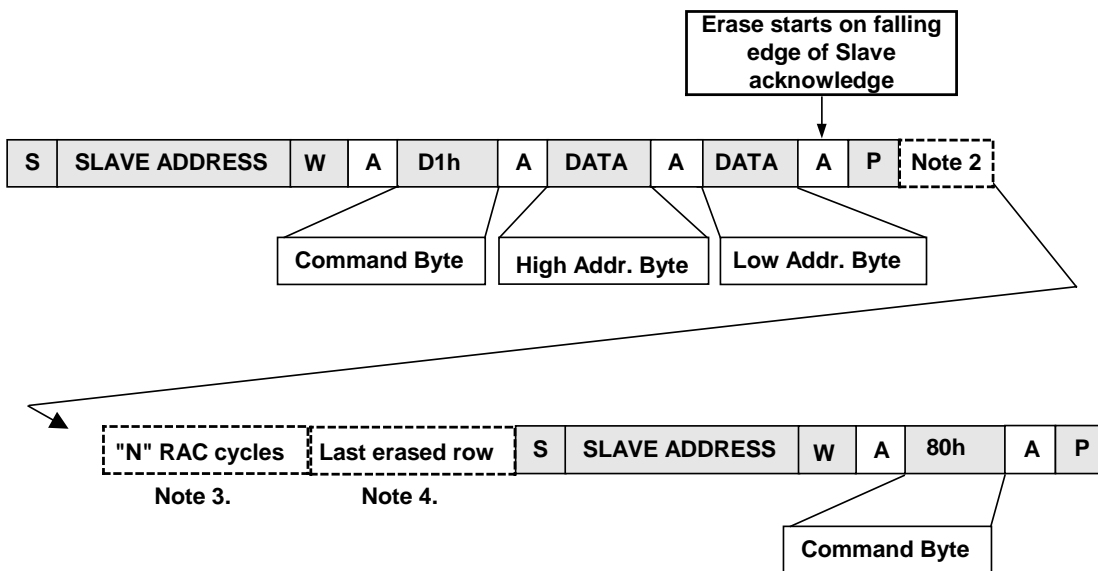 Erase starts on falling
edge of Slave
acknowledge
S SLAVE ADDRESS W A D1h A DATA A DATA A P Note 2
Command Byte High Addr. Byte Low Addr. Byte
"N" RAC cycles Last erased row S SLAVE ADDRESS W A 80h A P
Note 3. Note 4.
Command Byte